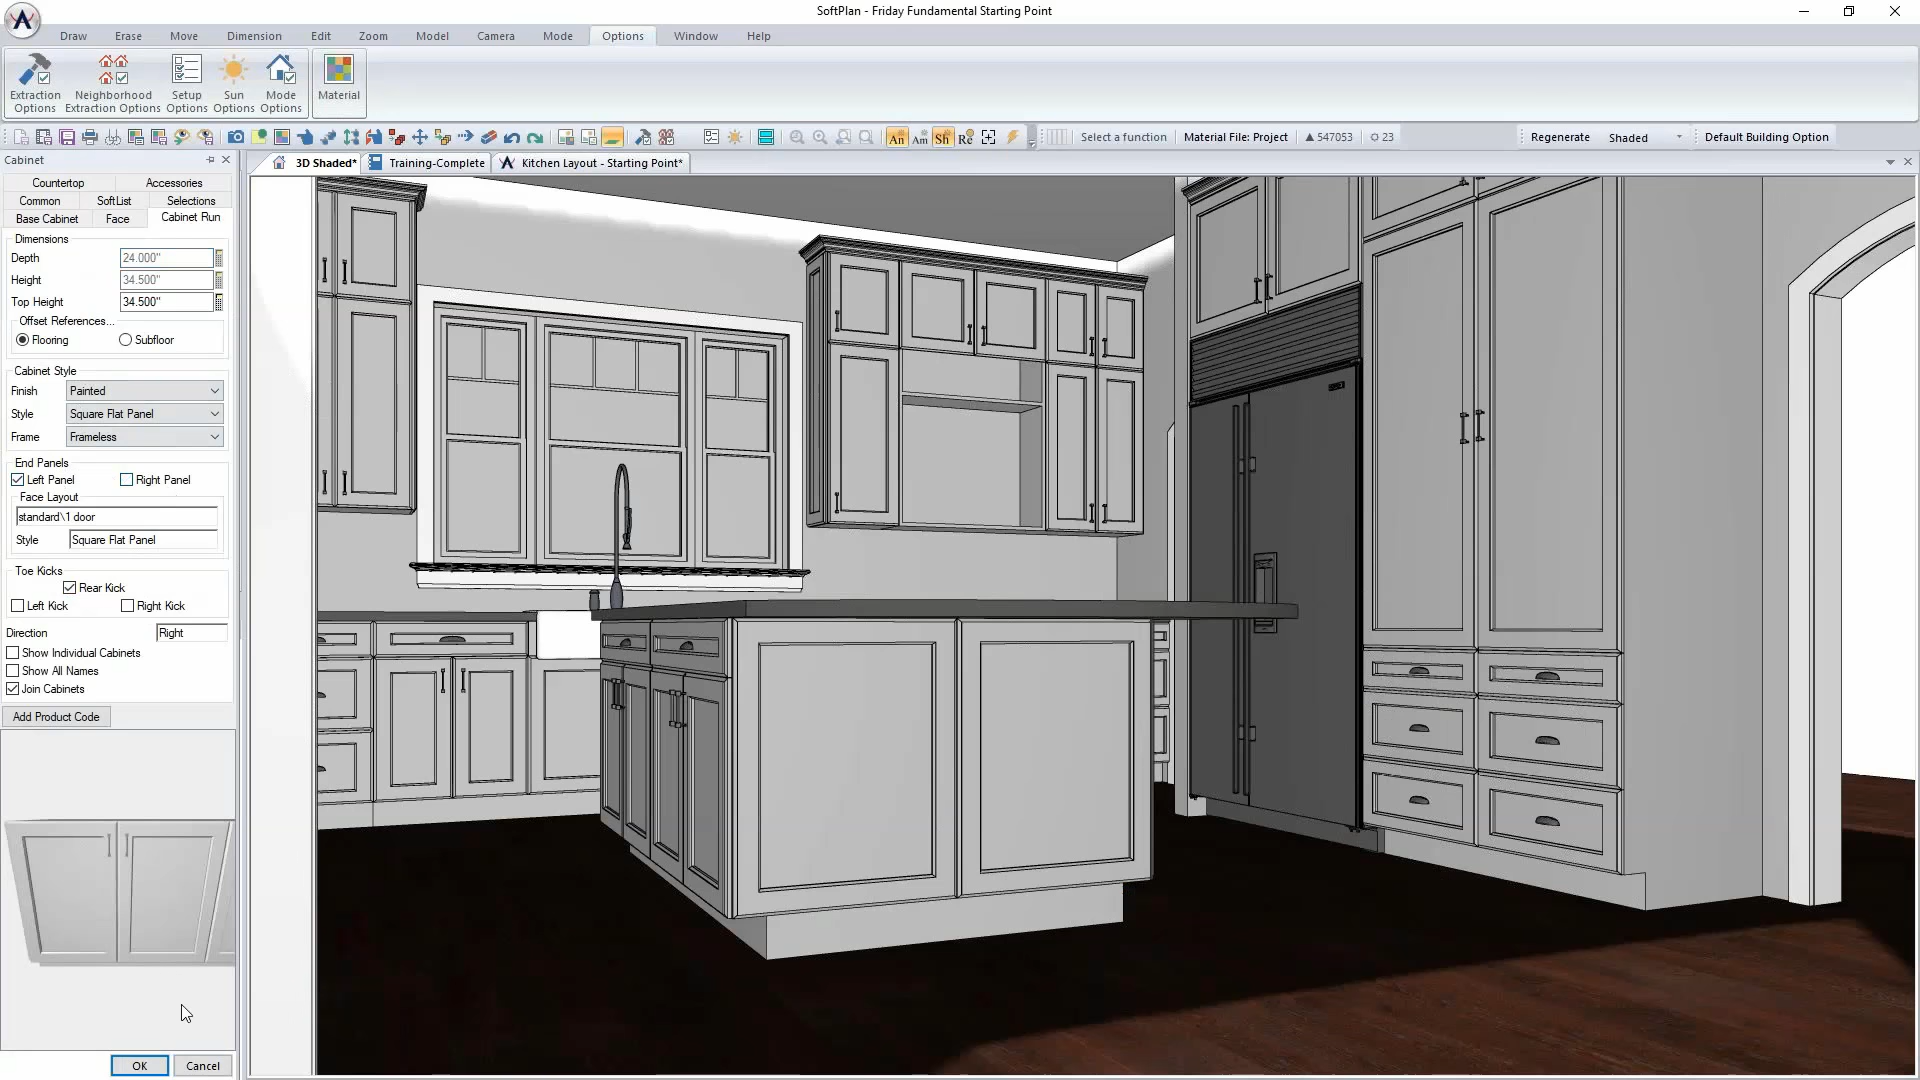 SoftPlan - Friday Fundamental Starting Point
Draw Erase Move Dimension Edit Zoom Model Camera Mode Options Window Help
Extraction Options
Neighborhood Extraction Options
Setup Options
Sun Options
Mode Options
Material
An Am Sh Re Select a function Material File: Project 547053 23 Regenerate Shaded Default Building Option
Cabinet
3D Shaded* Training-Complete Kitchen Layout - Starting Point*
Countertop Accessories
Common SoftList Selections
Base Cabinet Face Cabinet Run
Dimensions
Depth 24.000"
Height 34.500"
Top Height 34.500"
Offset References...
Flooring Subfloor
Cabinet Style
Finish Painted
Style Square Flat Panel
Frame Frameless
End Panels
Left Panel Right Panel
Face Layout
standard\1 door
Style Square Flat Panel
Toe Kicks
Rear Kick
Left Kick Right Kick
Direction Right
Show Individual Cabinets
Show All Names
Join Cabinets
Add Product Code
OK Cancel